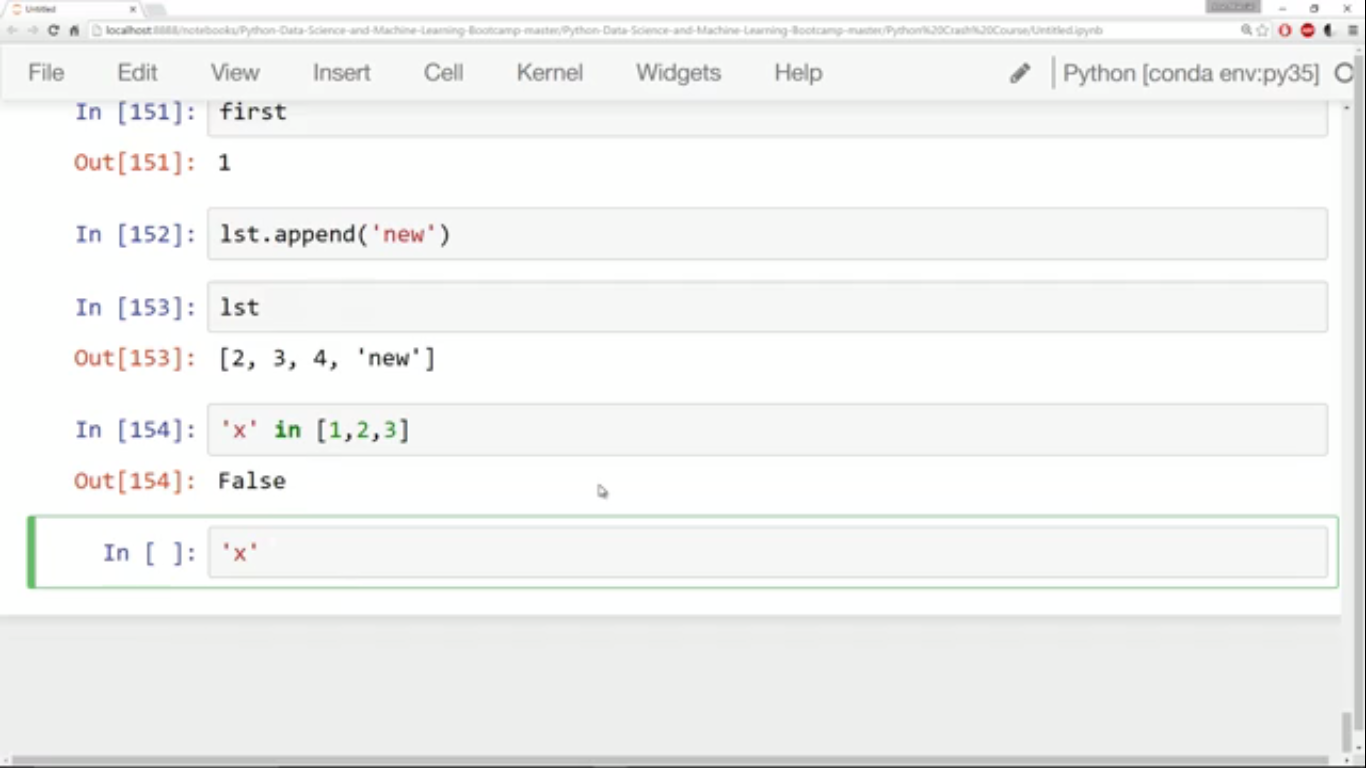 Untitled
localhost:8888/notebooks/Python-Data-Science-and-Machine-Learning-Bootcamp-master/Python-Data-Science-and-Machine-Learning-Bootcamp-master/Python%20Crash%20Course/Untitled.ipynb
File Edit View Insert Cell Kernel Widgets Help Python [conda env:py35]
In [151]: first
Out[151]: 1
In [152]: lst.append('new')
In [153]: lst
Out[153]: [2, 3, 4, 'new']
In [154]: 'x' in [1,2,3]
Out[154]: False
In [ ]: 'x'